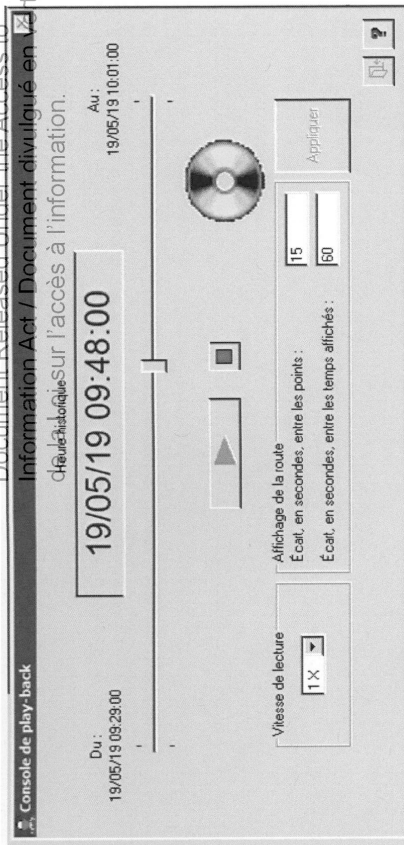 Document Released Under the Access to
Information Act / Document divulgué en vert
de la Loi sur l'accès à l'information.
Console de play-back
Du :
19/05/19 09:29:00
Heure historique
19/05/19 09:48:00
Au :
19/05/19 10:01:00
Vitesse de lecture
1 X
Affichage de la route
Écart, en secondes, entre les points :
15
Écart, en secondes, entre les temps affichés :
60
Appliquer
?